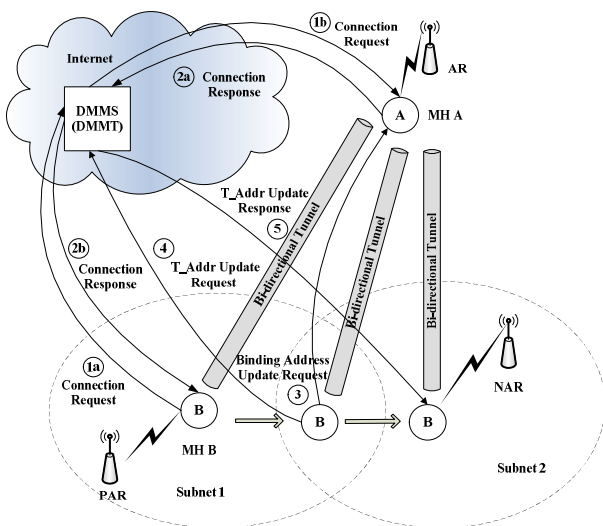 1b
Connection
Request
Internet
AR
2a
Connection
Response
DMMS
(DMMT)
A
MH A
T_Addr Update
Response
5
2b
Connection
Response
4
T_Addr Update
Request
Bi-directional Tunnel
Bi-directional Tunnel
Bi-directional Tunnel
1a
Connection
Request
Binding Address
Update Request
3
NAR
B
B
B
MH B
PAR
Subnet 1
Subnet 2